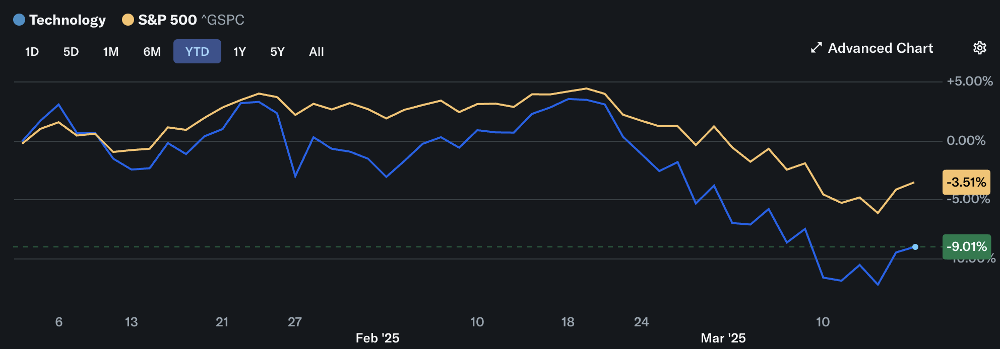 Technology S&P 500 ^GSPC
1D 5D 1M 6M YTD 1Y 5Y All Advanced Chart
+5.00%
0.00%
-3.51%
-5.00%
-9.01%
6 13 21 27 10 18 24 10
Feb '25 Mar '25